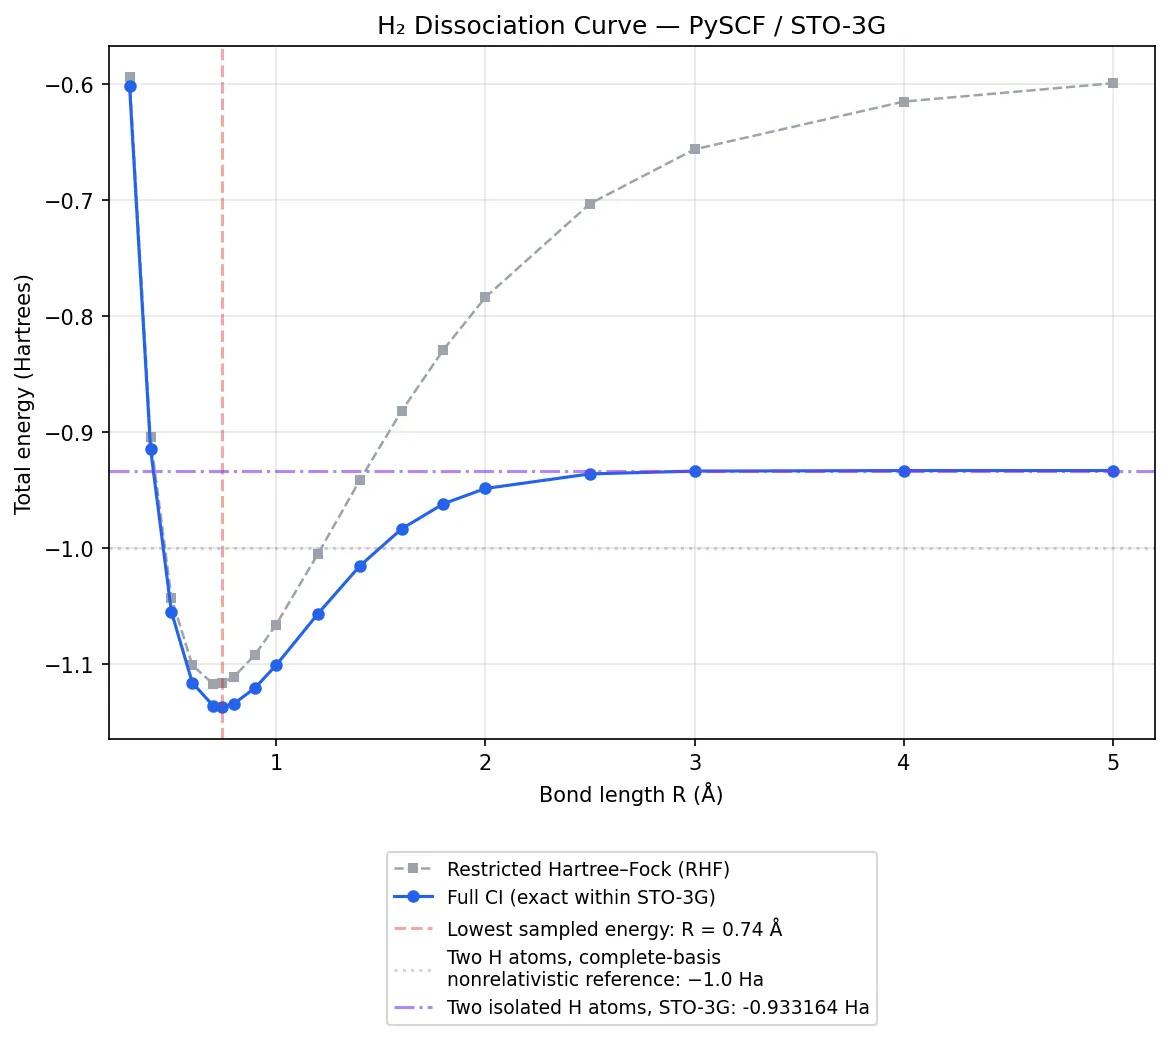 H₂ Dissociation Curve — PySCF / STO-3G
Total energy (Hartrees)
−0.6
−0.7
−0.8
−0.9
−1.0
−1.1
1
2
3
4
5
Bond length R (Å)
Restricted Hartree–Fock (RHF)
Full CI (exact within STO-3G)
Lowest sampled energy: R = 0.74 Å
Two H atoms, complete-basis
nonrelativistic reference: −1.0 Ha
Two isolated H atoms, STO-3G: -0.933164 Ha